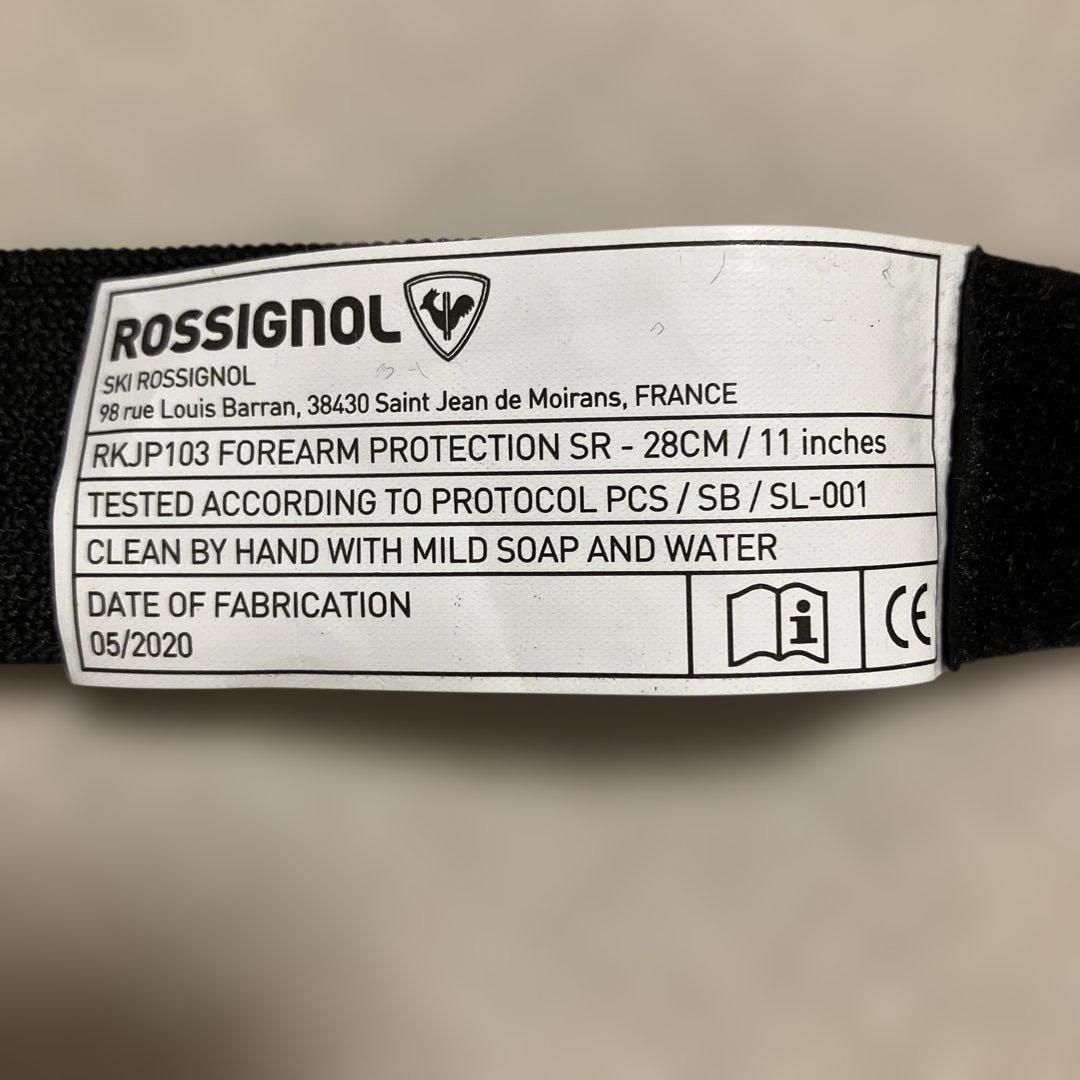 ROSSIGNOL
SKI ROSSIGNOL
98 rue Louis Barran, 38430 Saint Jean de Moirans, FRANCE
RKJP103 FOREARM PROTECTION SR - 28CM / 11 inches
TESTED ACCORDING TO PROTOCOL PCS / SB / SL-001
CLEAN BY HAND WITH MILD SOAP AND WATER
DATE OF FABRICATION
05/2020
i
CE